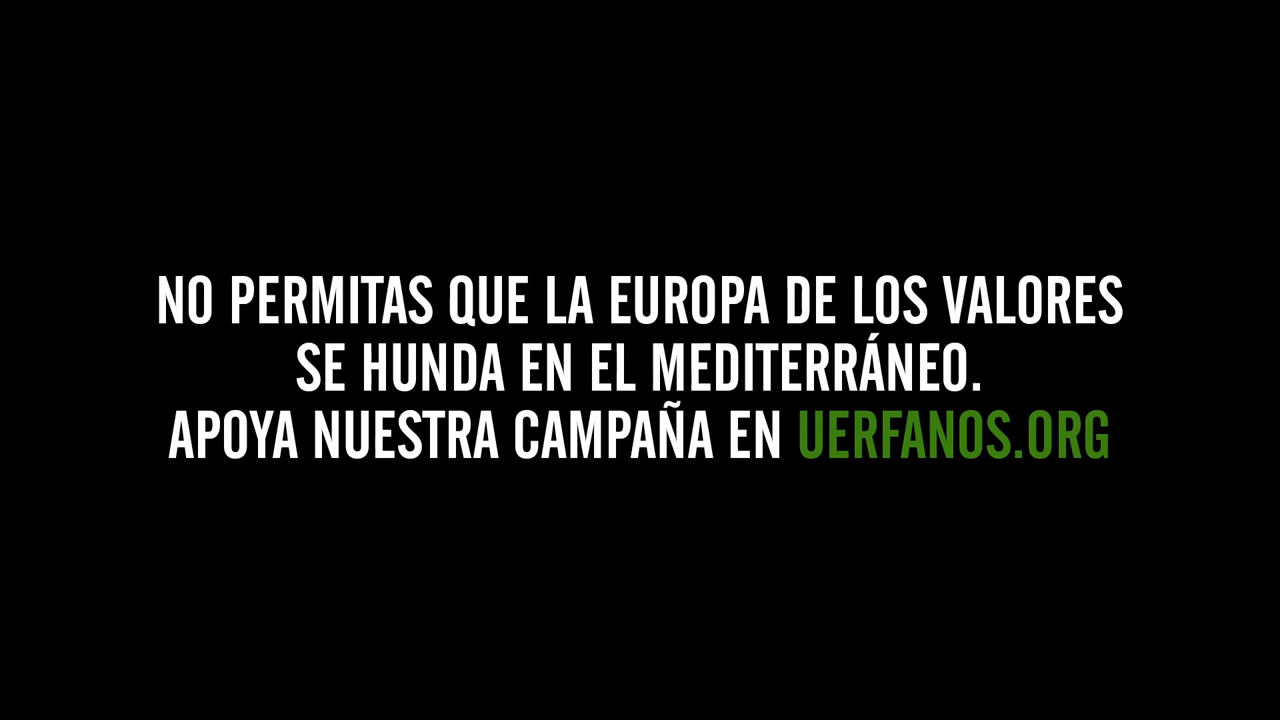 NO PERMITAS QUE LA EUROPA DE LOS VALORES
SE HUNDA EN EL MEDITERRÁNEO.
APOYA NUESTRA CAMPAÑA EN UERFANOS.ORG